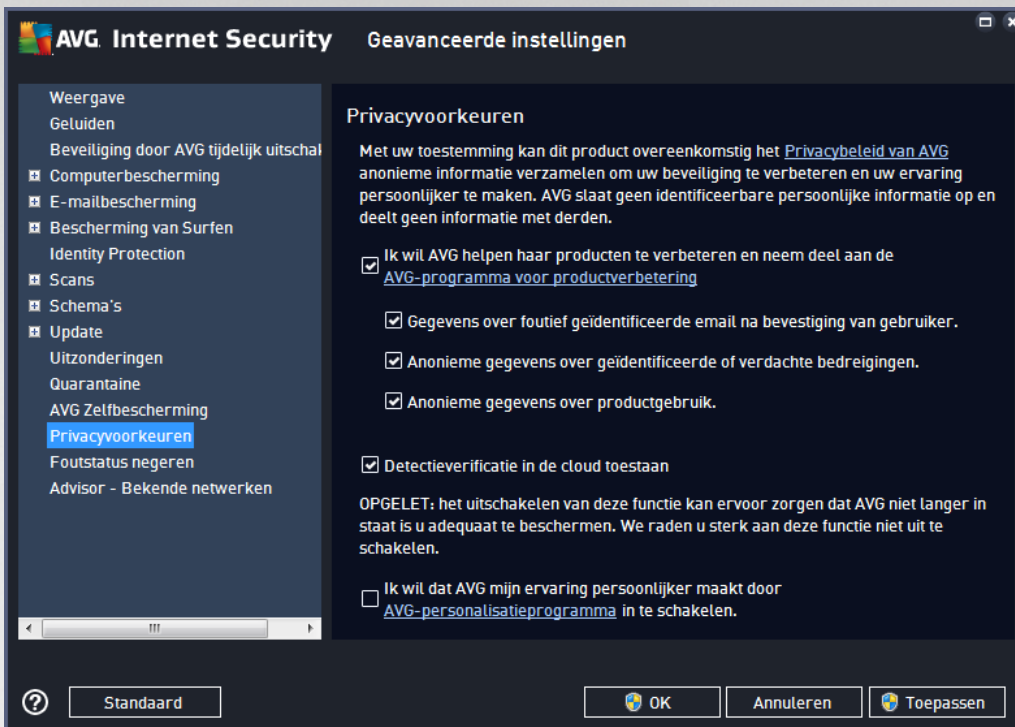 AVG. Internet Security Geavanceerde instellingen
Weergave
Geluiden
Beveiliging door AVG tijdelijk uitschak
Computerbescherming
E-mailbescherming
Bescherming van Surfen
Identity Protection
Scans
Schema's
Update
Uitzonderingen
Quarantaine
AVG Zelfbescherming
Privacyvoorkeuren
Foutstatus negeren
Advisor - Bekende netwerken
Privacyvoorkeuren
Met uw toestemming kan dit product overeenkomstig het Privacybeleid van AVG
anonieme informatie verzamelen om uw beveiliging te verbeteren en uw ervaring
persoonlijker te maken. AVG slaat geen identificeerbare persoonlijke informatie op en
deelt geen informatie met derden.
Ik wil AVG helpen haar producten te verbeteren en neem deel aan de
AVG-programma voor productverbetering
Gegevens over foutief geïdentificeerde email na bevestiging van gebruiker.
Anonieme gegevens over geïdentificeerde of verdachte bedreigingen.
Anonieme gegevens over productgebruik.
Detectieverificatie in de cloud toestaan
OPGELET: het uitschakelen van deze functie kan ervoor zorgen dat AVG niet langer in
staat is u adequaat te beschermen. We raden u sterk aan deze functie niet uit te
schakelen.
Ik wil dat AVG mijn ervaring persoonlijker maakt door
AVG-personalisatieprogramma in te schakelen.
? Standaard OK Annuleren Toepassen